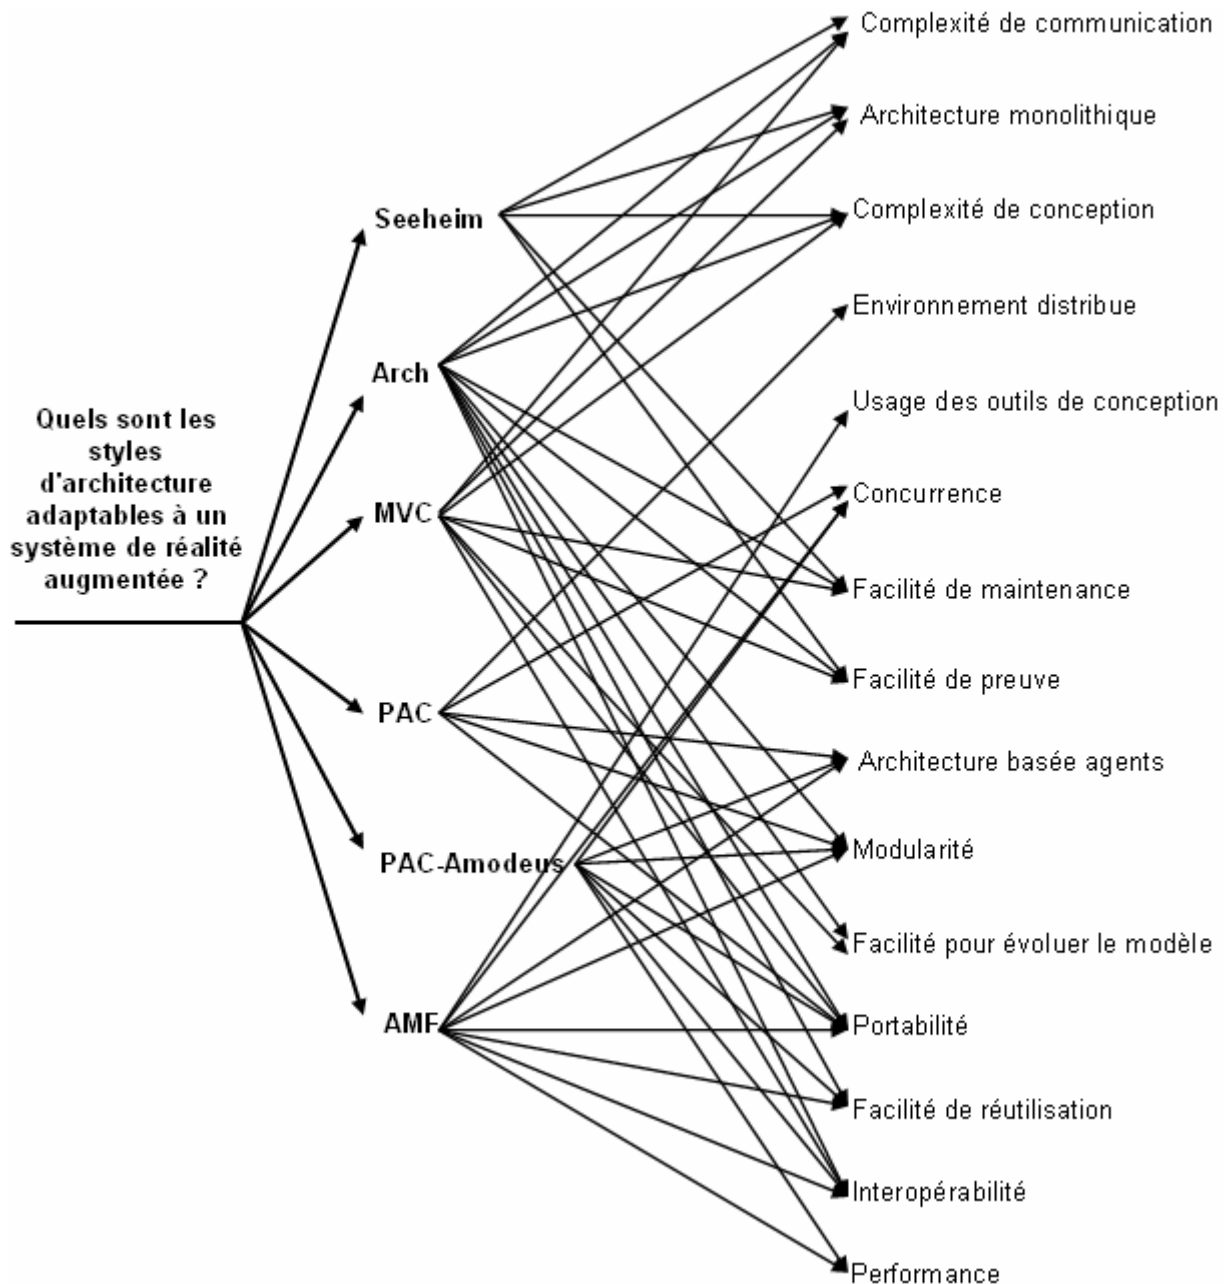 Quels sont les
styles
d'architecture
adaptables à un
système de réalité
augmentée ?
Seeheim
Arch
MVC
PAC
PAC-Amodeus
AMF
Complexité de communication
Architecture monolithique
Complexité de conception
Environnement distribue
Usage des outils de conception
Concurrence
Facilité de maintenance
Facilité de preuve
Architecture basée agents
Modularité
Facilité pour évoluer le modèle
Portabilité
Facilité de réutilisation
Interopérabilité
Performance